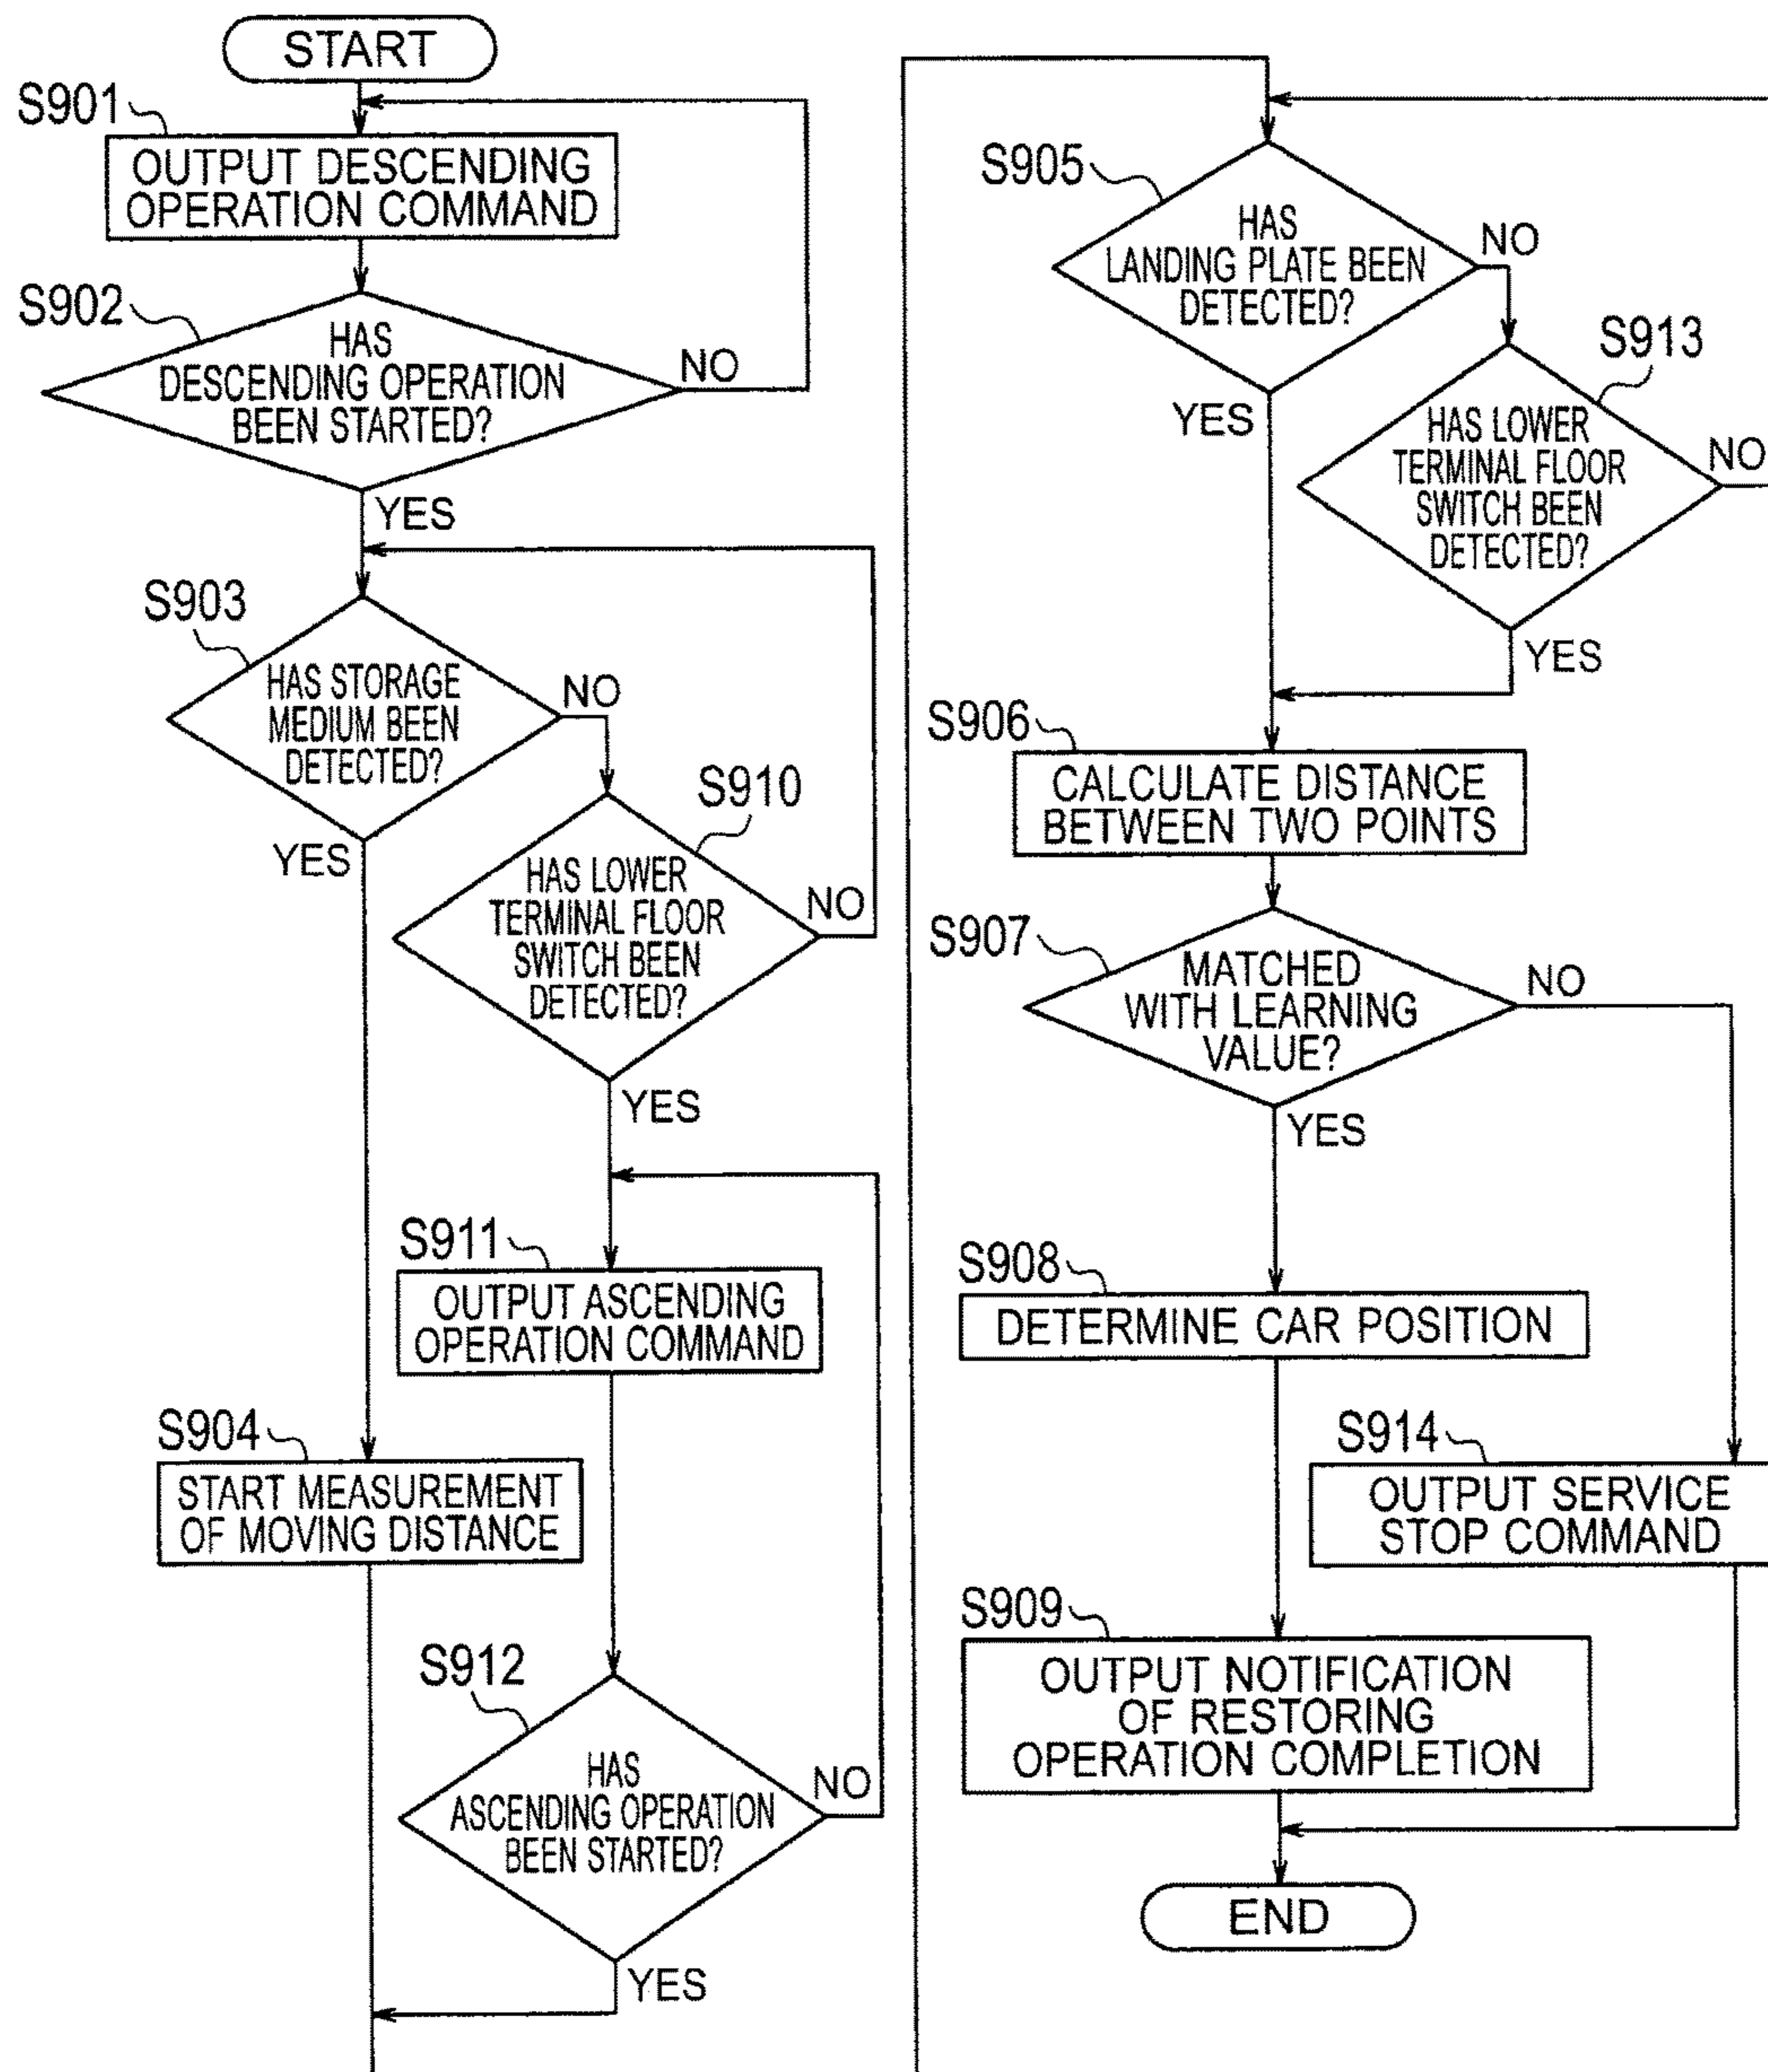 START
S901
OUTPUT DESCENDING
OPERATION COMMAND
S902
HAS
DESCENDING OPERATION
BEEN STARTED?
NO
YES
S903
HAS STORAGE
MEDIUM BEEN
DETECTED?
NO
YES
S910
HAS LOWER
TERMINAL FLOOR
SWITCH BEEN
DETECTED?
NO
YES
S911
OUTPUT ASCENDING
OPERATION COMMAND
S904
START MEASUREMENT
OF MOVING DISTANCE
S912
HAS
ASCENDING OPERATION
BEEN STARTED?
NO
YES
S905
HAS
LANDING PLATE BEEN
DETECTED?
NO
YES
S913
HAS LOWER
TERMINAL FLOOR
SWITCH BEEN
DETECTED?
NO
YES
S906
CALCULATE DISTANCE
BETWEEN TWO POINTS
S907
MATCHED
WITH LEARNING
VALUE?
NO
YES
S908
DETERMINE CAR POSITION
S914
OUTPUT SERVICE
STOP COMMAND
S909
OUTPUT NOTIFICATION
OF RESTORING
OPERATION COMPLETION
END